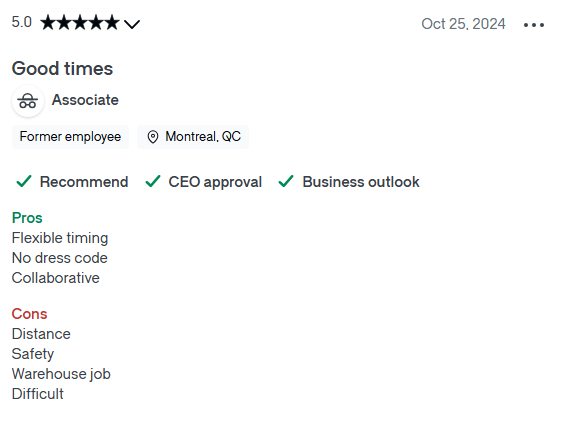 5.0 ★★★★★ Oct 25, 2024
Good times
Associate
Former employee Montreal, QC
Recommend CEO approval Business outlook
Pros
Flexible timing
No dress code
Collaborative
Cons
Distance
Safety
Warehouse job
Difficult